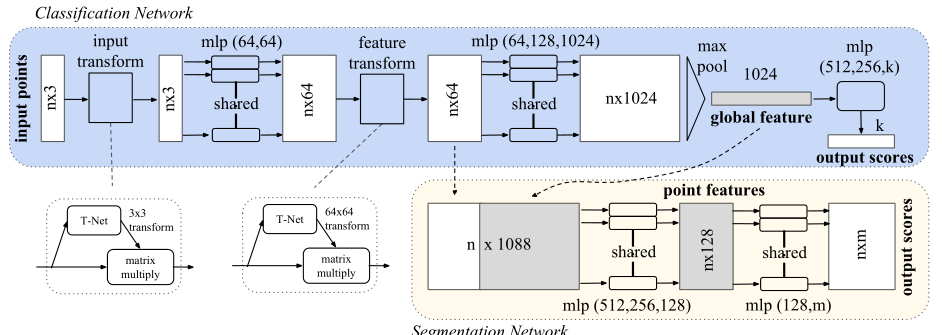 Classification Network
input points
nx3
input
transform
nx3
mlp (64,64)
shared
nx64
feature
transform
nx64
mlp (64,128,1024)
shared
nx1024
max
pool
1024
global feature
mlp
(512,256,k)
k
output scores
T-Net
3x3
transform
matrix
multiply
T-Net
64x64
transform
matrix
multiply
point features
n x 1088
shared
mlp (512,256,128)
nx128
shared
mlp (128,m)
nxm
output scores
Segmentation Network